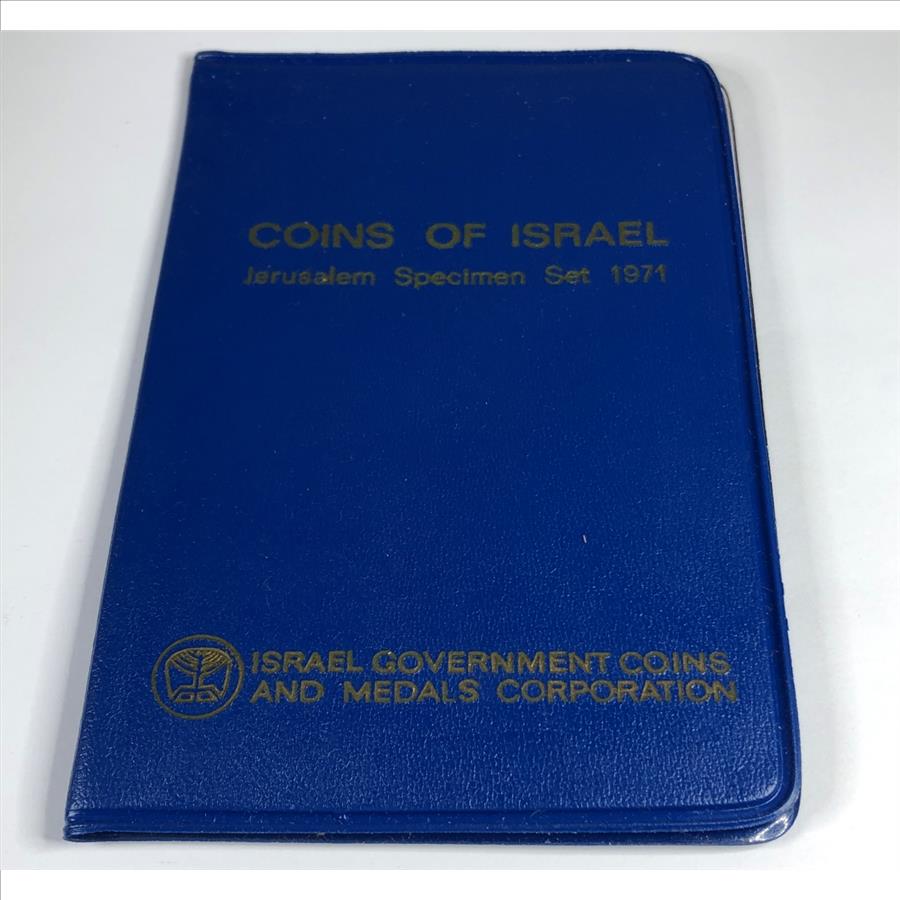 COINS OF ISRAEL
Jerusalem Specimen Set 1971
ISRAEL GOVERNMENT COINS
AND MEDALS CORPORATION